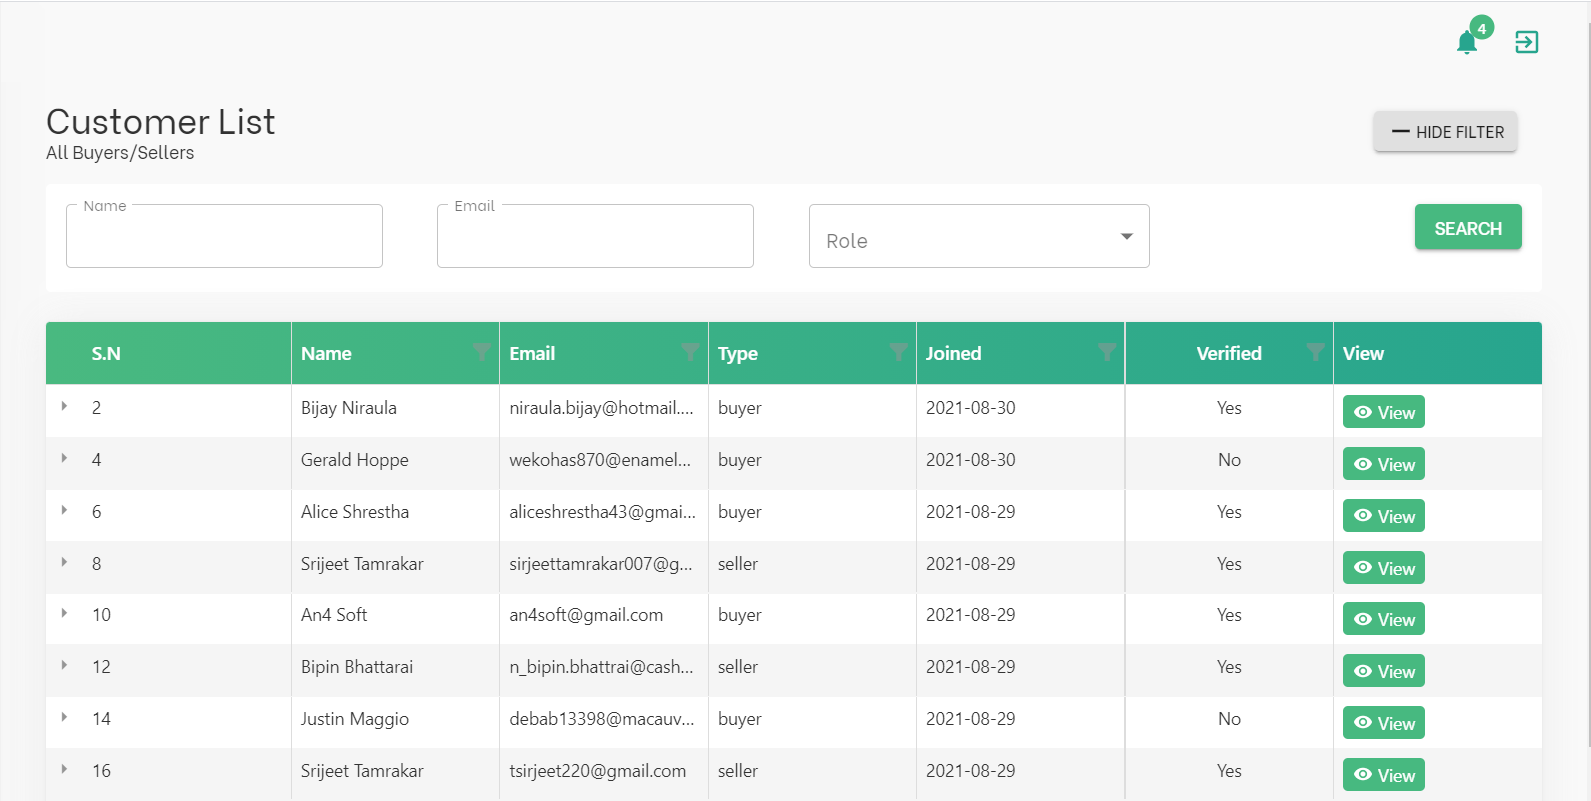 4
Customer List
All Buyers/Sellers
HIDE FILTER
Name
Email
Role
SEARCH
S.N Name Email Type Joined Verified View
2 Bijay Niraula niraula.bijay@hotmail.... buyer 2021-08-30 Yes View
4 Gerald Hoppe wekohas870@enamel... buyer 2021-08-30 No View
6 Alice Shrestha aliceshrestha43@gmai... buyer 2021-08-29 Yes View
8 Srijeet Tamrakar sirjeettamrakar007@g... seller 2021-08-29 Yes View
10 An4 Soft an4soft@gmail.com buyer 2021-08-29 Yes View
12 Bipin Bhattarai n_bipin.bhattrai@cash... seller 2021-08-29 Yes View
14 Justin Maggio debab13398@macauv... buyer 2021-08-29 No View
16 Srijeet Tamrakar tsirjeet220@gmail.com seller 2021-08-29 Yes View